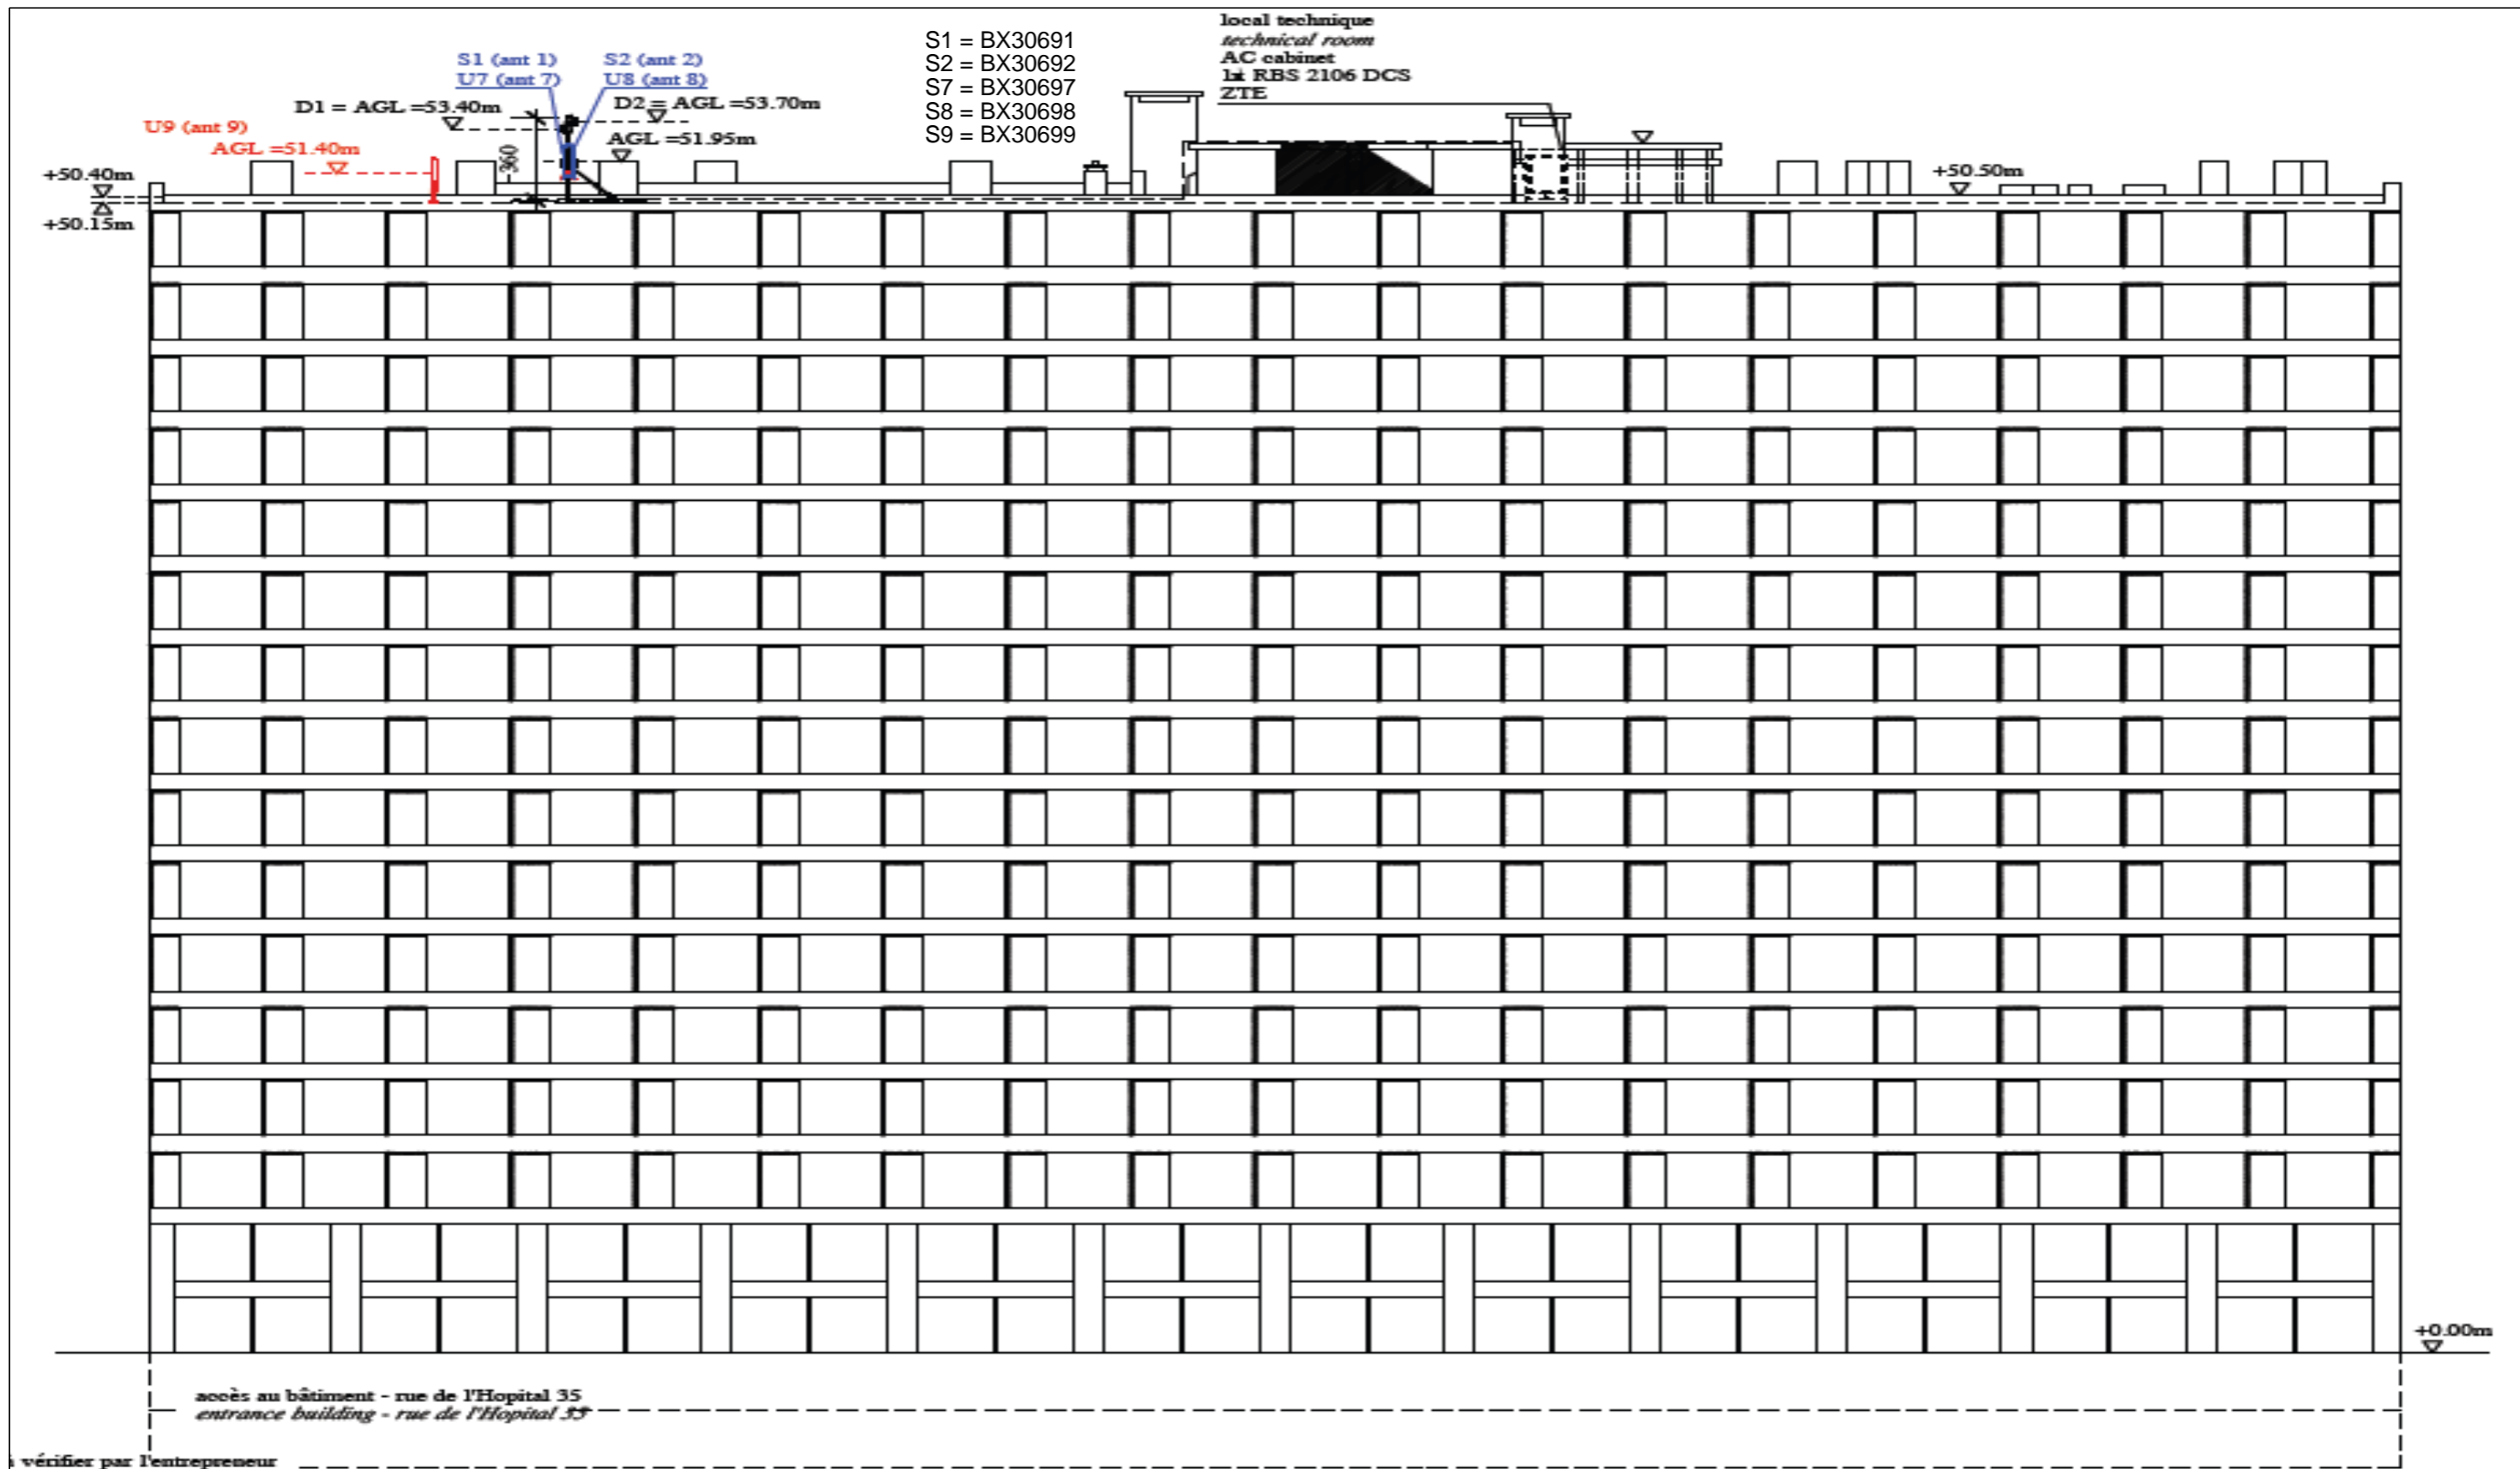 local technique
technical room
AC cabinet
1x RBS 2106 DCS
ZTE
S1 = BX30691
S2 = BX30692
S7 = BX30697
S8 = BX30698
S9 = BX30699
S1 (ant 1)
U7 (ant 7)
S2 (ant 2)
U8 (ant 8)
D1 = AGL =53.40m
D2 = AGL =53.70m
AGL =51.95m
U9 (ant 9)
AGL =51.40m
360
+50.40m
+50.15m
+50.50m
+0.00m
accès au bâtiment - rue de l'Hopital 35
entrance building - rue de l'Hopital 35
vérifier par l'entrepreneur